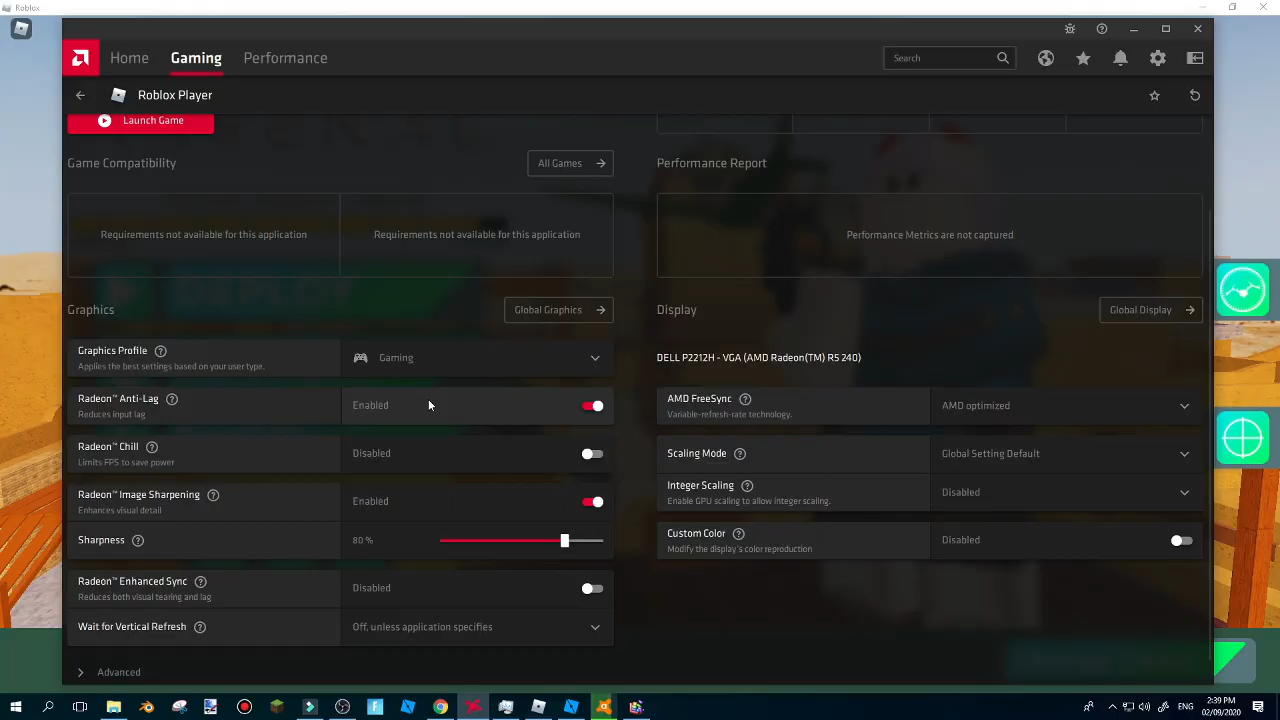 Roblox
Home
Gaming
Performance
Search
Roblox Player
Launch Game
Game Compatibility
All Games
Performance Report
Requirements not available for this application
Requirements not available for this application
Performance Metrics are not captured
Graphics
Global Graphics
Display
Global Display
Graphics Profile
Applies the best settings based on your user type.
Gaming
DELL P2212H - VGA (AMD Radeon(TM) R5 240)
Radeon™ Anti-Lag
Reduces input lag
Enabled
AMD FreeSync
Variable-refresh-rate technology.
AMD optimized
Radeon™ Chill
Limits FPS to save power
Disabled
Scaling Mode
Global Setting Default
Radeon™ Image Sharpening
Enhances visual detail
Enabled
Integer Scaling
Enable GPU scaling to allow integer scaling.
Disabled
Sharpness
80 %
Custom Color
Modify the display's color reproduction
Disabled
Radeon™ Enhanced Sync
Reduces both visual tearing and lag
Disabled
Wait for Vertical Refresh
Off, unless application specifies
Advanced
ENG
2:39 PM
02/09/2020